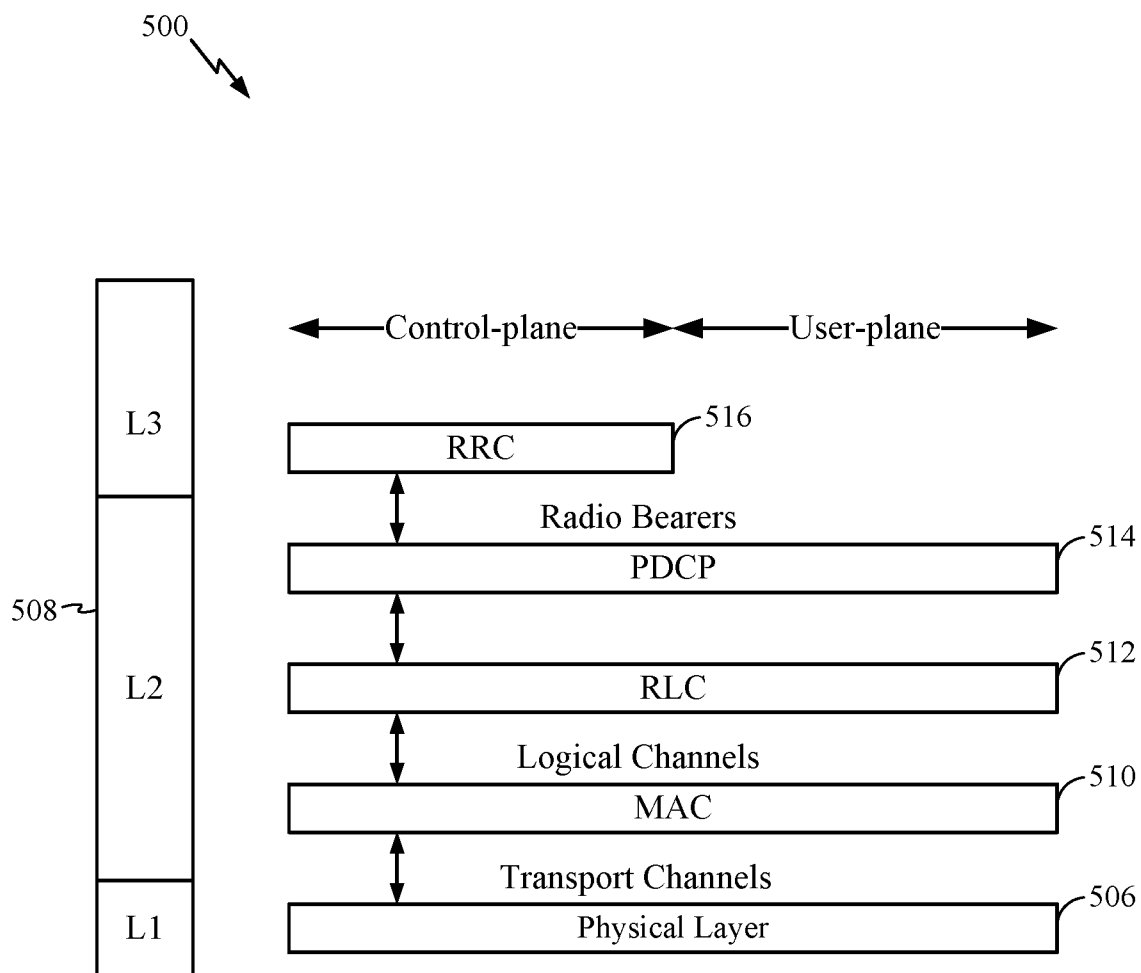 500
Control-plane
User-plane
L3
516
RRC
Radio Bearers
514
PDCP
508
512
L2
RLC
Logical Channels
510
MAC
Transport Channels
506
L1
Physical Layer